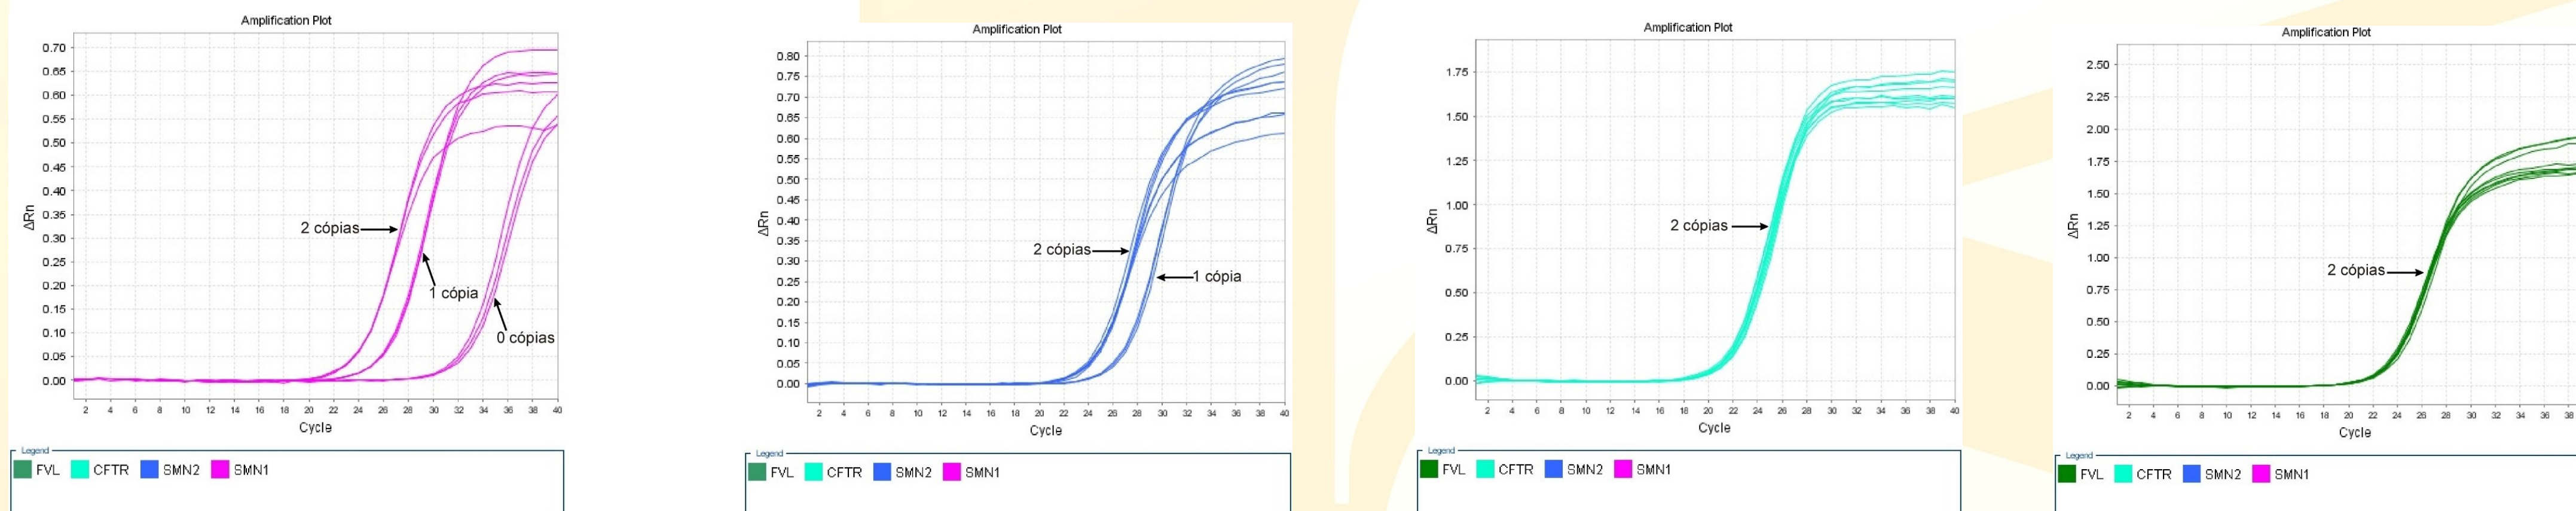 Amplification Plot
0.70
0.65
0.60
0.55
0.50
0.45
0.40
0.35
0.30
0.25
0.20
0.15
0.10
0.05
0.00
ΔRn
2 cópias
1 cópia
0 cópias
2 4 6 8 10 12 14 16 18 20 22 24 26 28 30 32 34 36 38 40
Cycle
Legend
FVL CFTR SMN2 SMN1
Amplification Plot
0.80
0.75
0.70
0.65
0.60
0.55
0.50
0.45
0.40
0.35
0.30
0.25
0.20
0.15
0.10
0.05
0.00
ΔRn
2 cópias
1 cópia
2 4 6 8 10 12 14 16 18 20 22 24 26 28 30 32 34 36 38 40
Cycle
Legend
FVL CFTR SMN2 SMN1
Amplification Plot
1.75
1.50
1.25
1.00
0.75
0.50
0.25
0.00
ΔRn
2 cópias
2 4 6 8 10 12 14 16 18 20 22 24 26 28 30 32 34 36 38 40
Cycle
Legend
FVL CFTR SMN2 SMN1
Amplification Plot
2.50
2.25
2.00
1.75
1.50
1.25
1.00
0.75
0.50
0.25
0.00
ΔRn
2 cópias
2 4 6 8 10 12 14 16 18 20 22 24 26 28 30 32 34 36 38
Cycle
Legend
FVL CFTR SMN2 SMN1